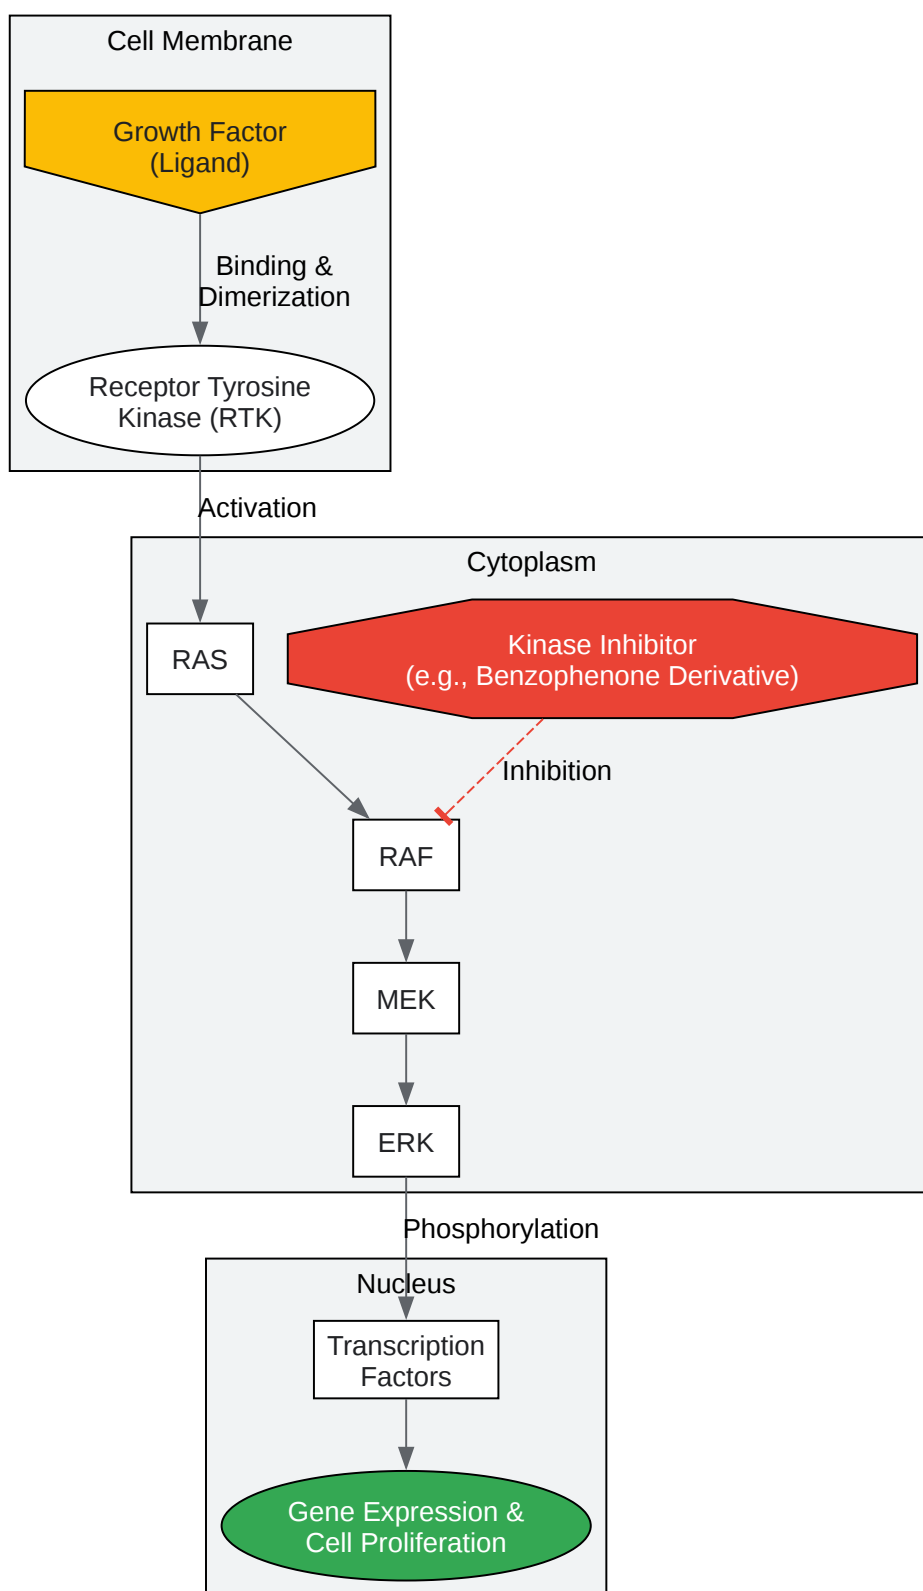 Cell Membrane
Growth Factor
(Ligand)
Binding &
Dimerization
Receptor Tyrosine
Kinase (RTK)
Activation
Cytoplasm
RAS
Kinase Inhibitor
(e.g., Benzophenone Derivative)
Inhibition
RAF
MEK
ERK
Phosphorylation
Nucleus
Transcription
Factors
Gene Expression &
Cell Proliferation